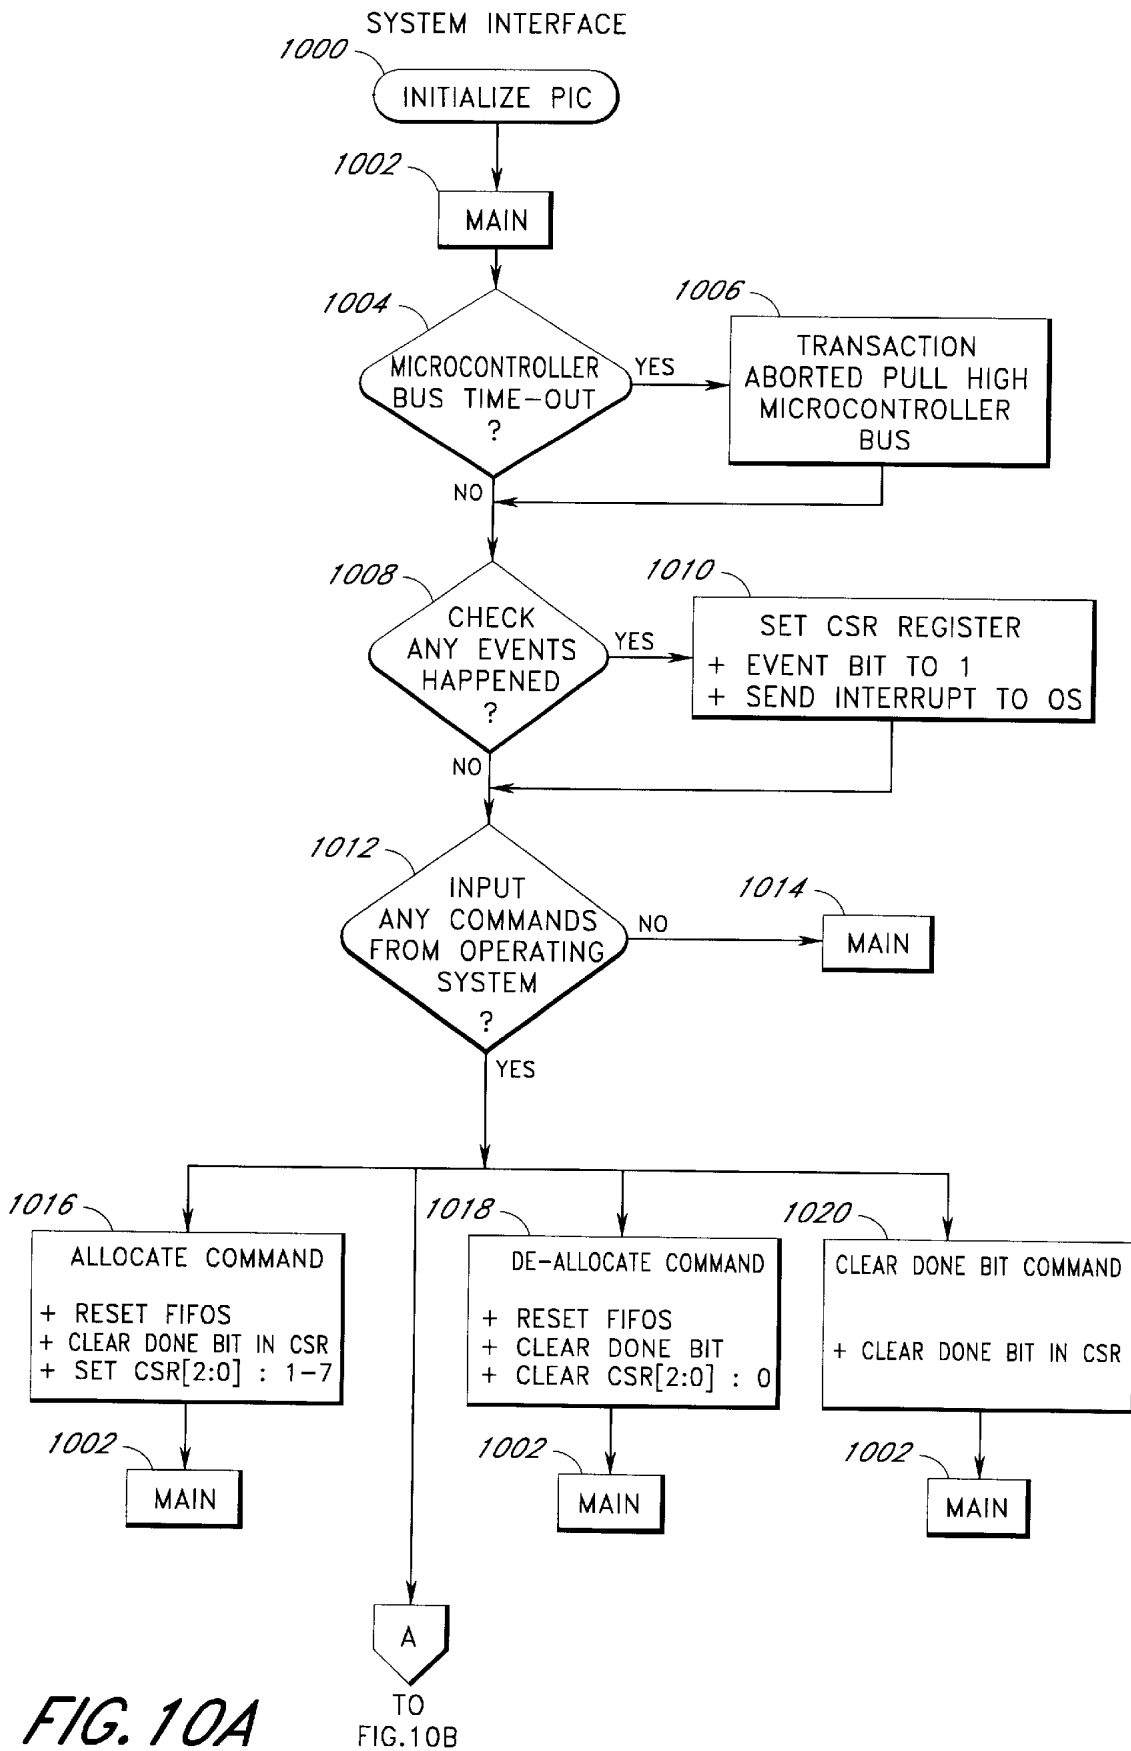 SYSTEM INTERFACE
1000
INITIALIZE PIC
1002
MAIN
1004
MICROCONTROLLER
BUS TIME-OUT
?
YES
NO
1006
TRANSACTION
ABORTED PULL HIGH
MICROCONTROLLER
BUS
1008
CHECK
ANY EVENTS
HAPPENED
?
YES
NO
1010
SET CSR REGISTER
+ EVENT BIT TO 1
+ SEND INTERRUPT TO OS
1012
INPUT
ANY COMMANDS
FROM OPERATING
SYSTEM
?
NO
YES
1014
MAIN
1016
ALLOCATE COMMAND
+ RESET FIFOS
+ CLEAR DONE BIT IN CSR
+ SET CSR[2:0] : 1-7
1002
MAIN
1018
DE-ALLOCATE COMMAND
+ RESET FIFOS
+ CLEAR DONE BIT
+ CLEAR CSR[2:0] : 0
1002
MAIN
1020
CLEAR DONE BIT COMMAND
+ CLEAR DONE BIT IN CSR
1002
MAIN
A
TO
FIG.10B
FIG. 10A